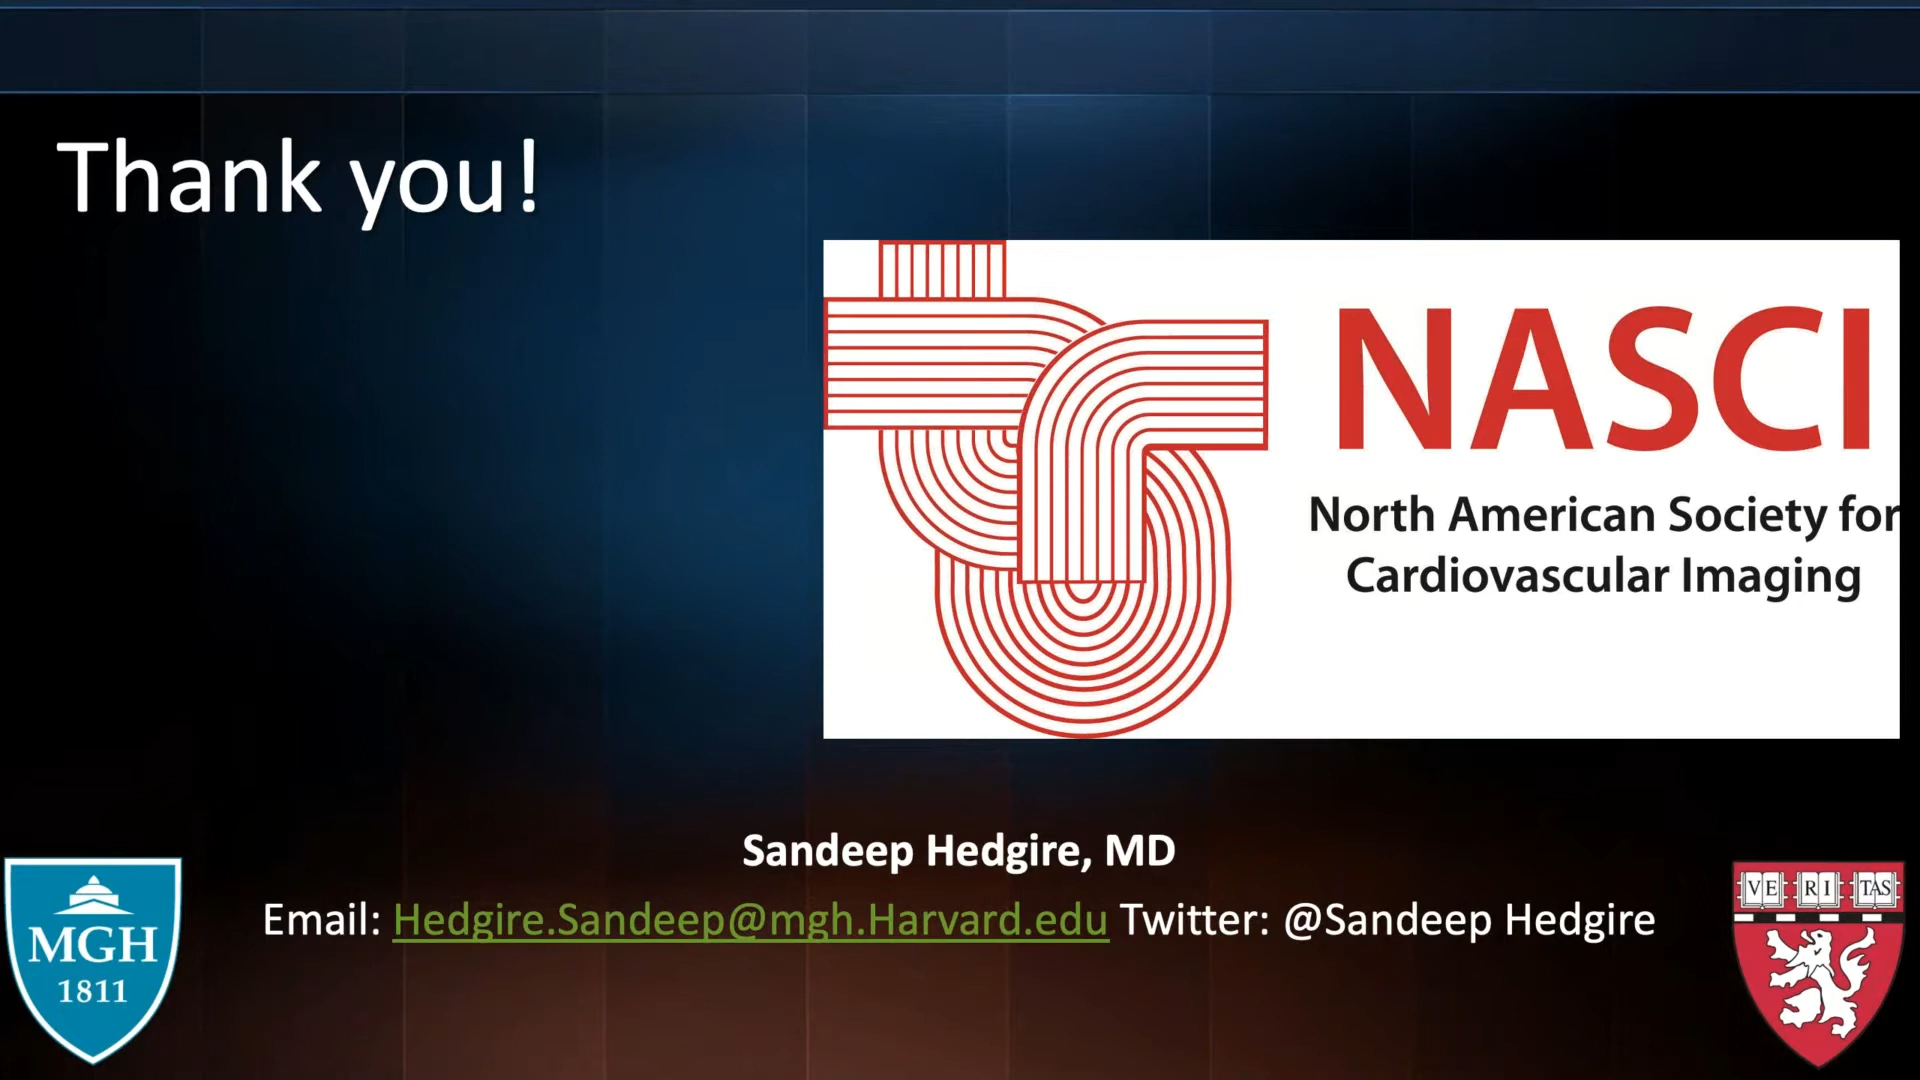 Thank you!
NASCI
North American Society for
Cardiovascular Imaging
Sandeep Hedgire, MD
Email: Hedgire.Sandeep@mgh.Harvard.edu Twitter: @Sandeep Hedgire
MGH
1811
VE RI TAS